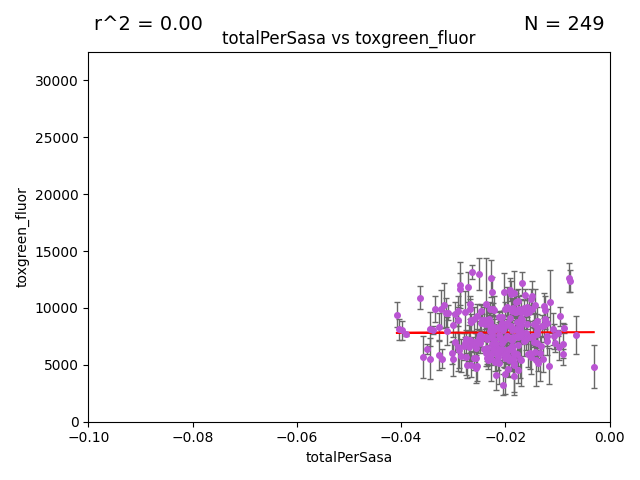 r^2 = 0.00
N = 249
totalPerSasa vs toxgreen_fluor
30000
25000
20000
15000
10000
5000
0
toxgreen_fluor
−0.10
−0.08
−0.06
−0.04
−0.02
0.00
totalPerSasa